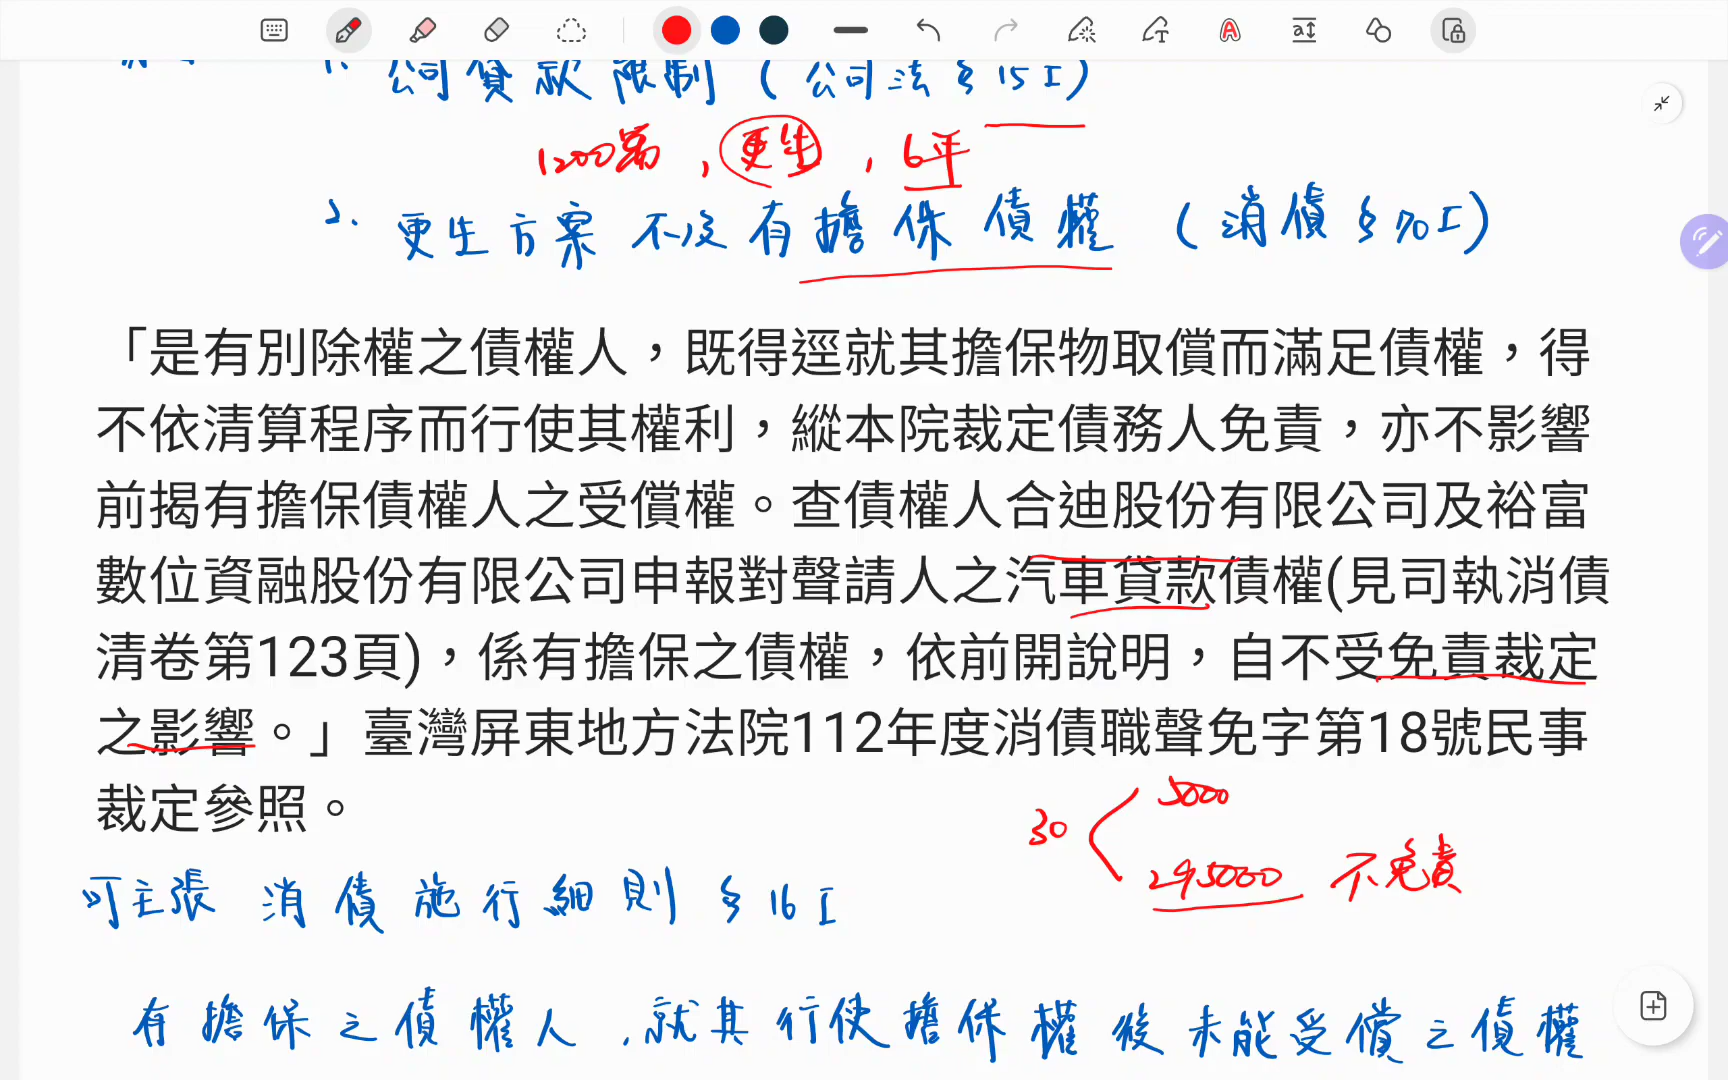 1. 公司貸款限制 (公司法§15I)
1200萬,更生,6年
2. 更生方案不及有擔保債權 (消債§70I)
「是有別除權之債權人,既得逕就其擔保物取償而滿足債權,得
不依清算程序而行使其權利,縱本院裁定債務人免責,亦不影響
前揭有擔保債權人之受償權。查債權人合迪股份有限公司及裕富
數位資融股份有限公司申報對聲請人之汽車貸款債權(見司執消債
清卷第123頁),係有擔保之債權,依前開說明,自不受免責裁定
之影響。」臺灣屏東地方法院112年度消債職聲免字第18號民事
裁定參照。
30 5000
295000 不免責
可主張 消債施行細則§16I
有擔保之債權人,就其行使擔保權後未能受償之債權